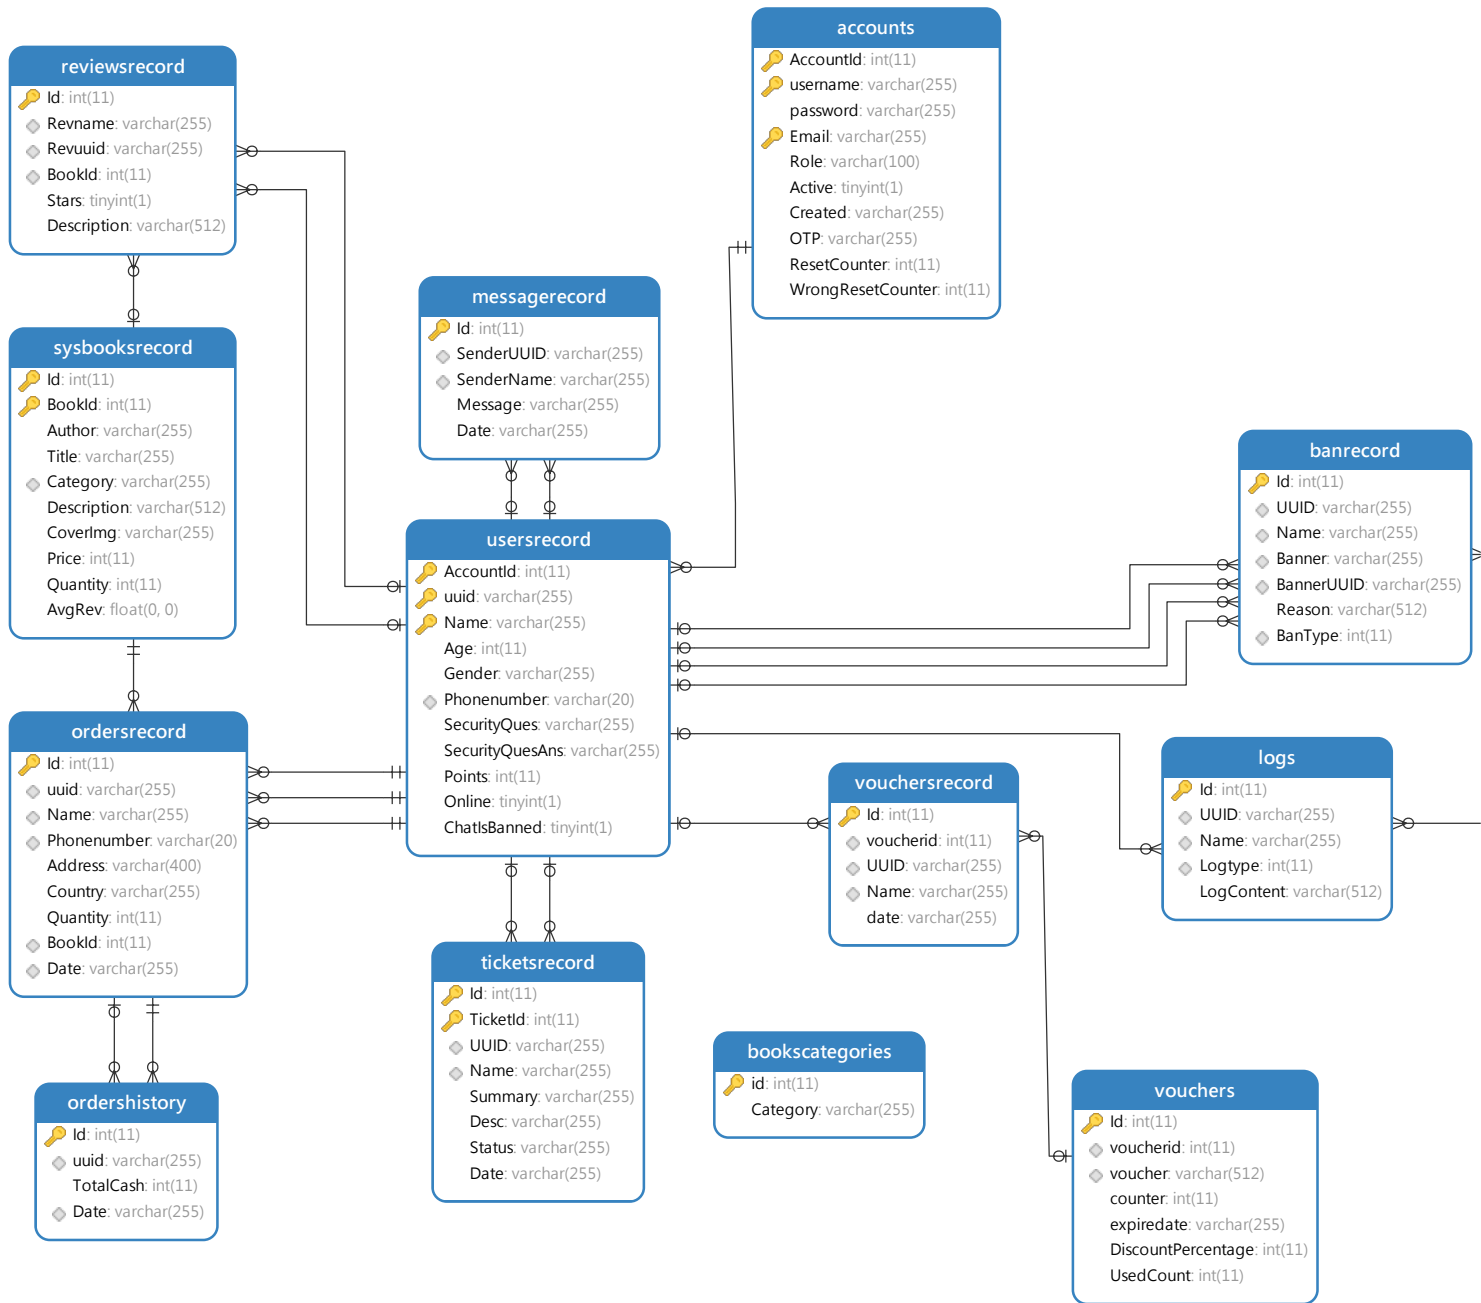 accounts
AccountId: int(11)
username: varchar(255)
password: varchar(255)
Email: varchar(255)
Role: varchar(100)
Active: tinyint(1)
Created: varchar(255)
OTP: varchar(255)
ResetCounter: int(11)
WrongResetCounter: int(11)
reviewsrecord
Id: int(11)
Revname: varchar(255)
Revuuid: varchar(255)
BookId: int(11)
Stars: tinyint(1)
Description: varchar(512)
messagerecord
Id: int(11)
SenderUUID: varchar(255)
SenderName: varchar(255)
Message: varchar(255)
Date: varchar(255)
sysbooksrecord
Id: int(11)
BookId: int(11)
Author: varchar(255)
Title: varchar(255)
Category: varchar(255)
Description: varchar(512)
CoverImg: varchar(255)
Price: int(11)
Quantity: int(11)
AvgRev: float(0, 0)
banrecord
Id: int(11)
UUID: varchar(255)
Name: varchar(255)
Banner: varchar(255)
BannerUUID: varchar(255)
Reason: varchar(512)
BanType: int(11)
usersrecord
AccountId: int(11)
uuid: varchar(255)
Name: varchar(255)
Age: int(11)
Gender: varchar(255)
Phonenumber: varchar(20)
SecurityQues: varchar(255)
SecurityQuesAns: varchar(255)
Points: int(11)
Online: tinyint(1)
ChatIsBanned: tinyint(1)
ordersrecord
Id: int(11)
uuid: varchar(255)
Name: varchar(255)
Phonenumber: varchar(20)
Address: varchar(400)
Country: varchar(255)
Quantity: int(11)
BookId: int(11)
Date: varchar(255)
vouchersrecord
Id: int(11)
voucherid: int(11)
UUID: varchar(255)
Name: varchar(255)
date: varchar(255)
logs
Id: int(11)
UUID: varchar(255)
Name: varchar(255)
Logtype: int(11)
LogContent: varchar(512)
ticketsrecord
Id: int(11)
TicketId: int(11)
UUID: varchar(255)
Name: varchar(255)
Summary: varchar(255)
Desc: varchar(255)
Status: varchar(255)
Date: varchar(255)
bookscategories
id: int(11)
Category: varchar(255)
ordershistory
Id: int(11)
uuid: varchar(255)
TotalCash: int(11)
Date: varchar(255)
vouchers
Id: int(11)
voucherid: int(11)
voucher: varchar(512)
counter: int(11)
expiredate: varchar(255)
DiscountPercentage: int(11)
UsedCount: int(11)